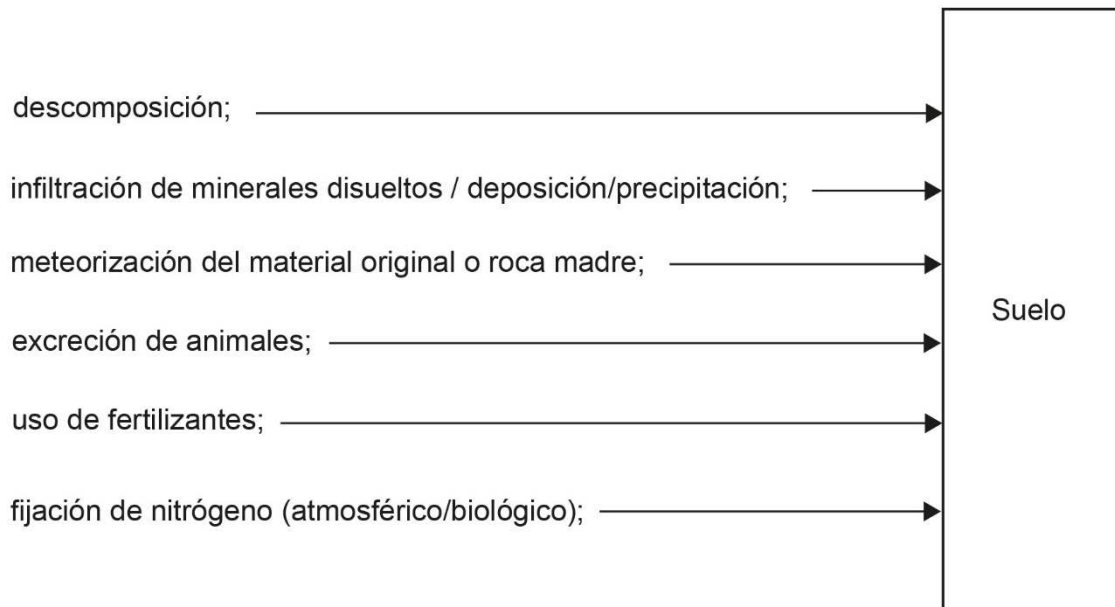 descomposición;
infiltración de minerales disueltos / deposición/precipitación;
meteorización del material original o roca madre;
Suelo
excreción de animales;
uso de fertilizantes;
fijación de nitrógeno (atmosférico/biológico);